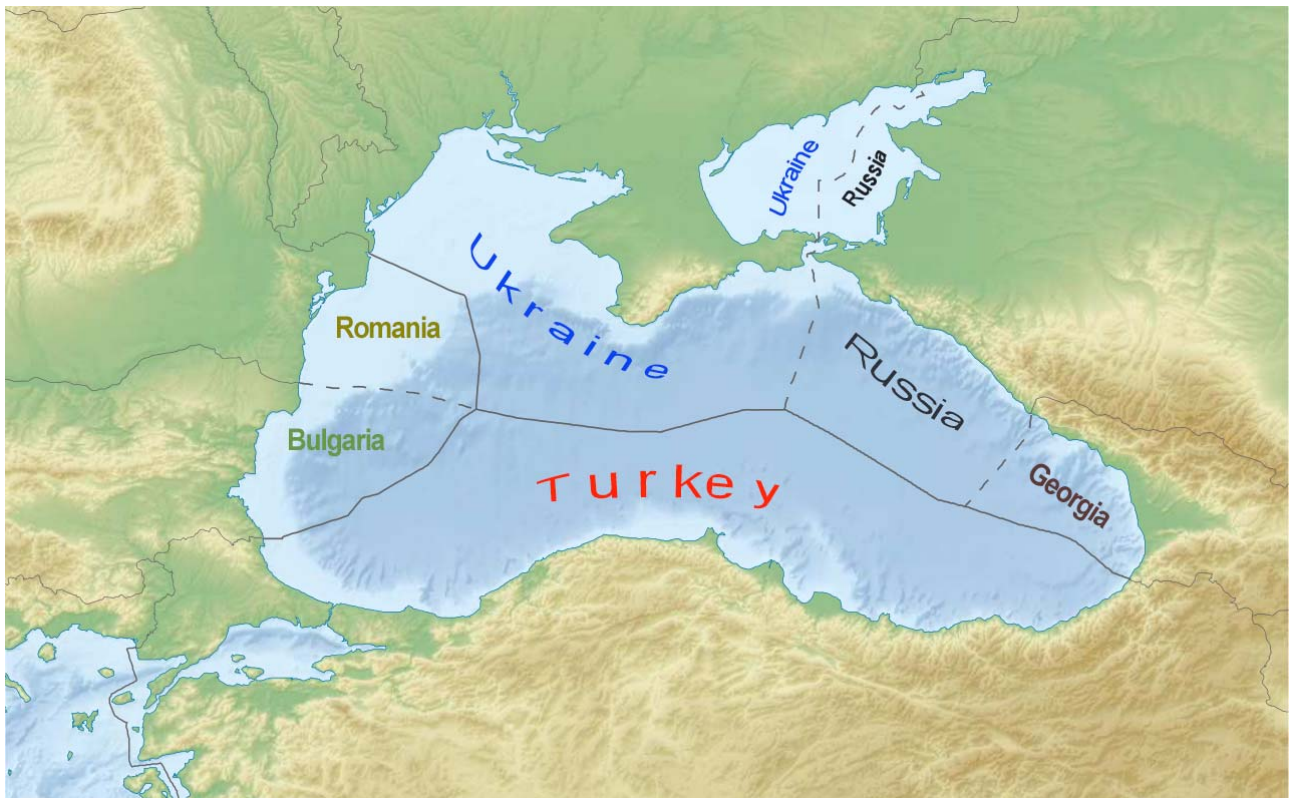 Ukraine
Russia
Ukraine
Romania
Russia
Bulgaria
Turkey
Georgia